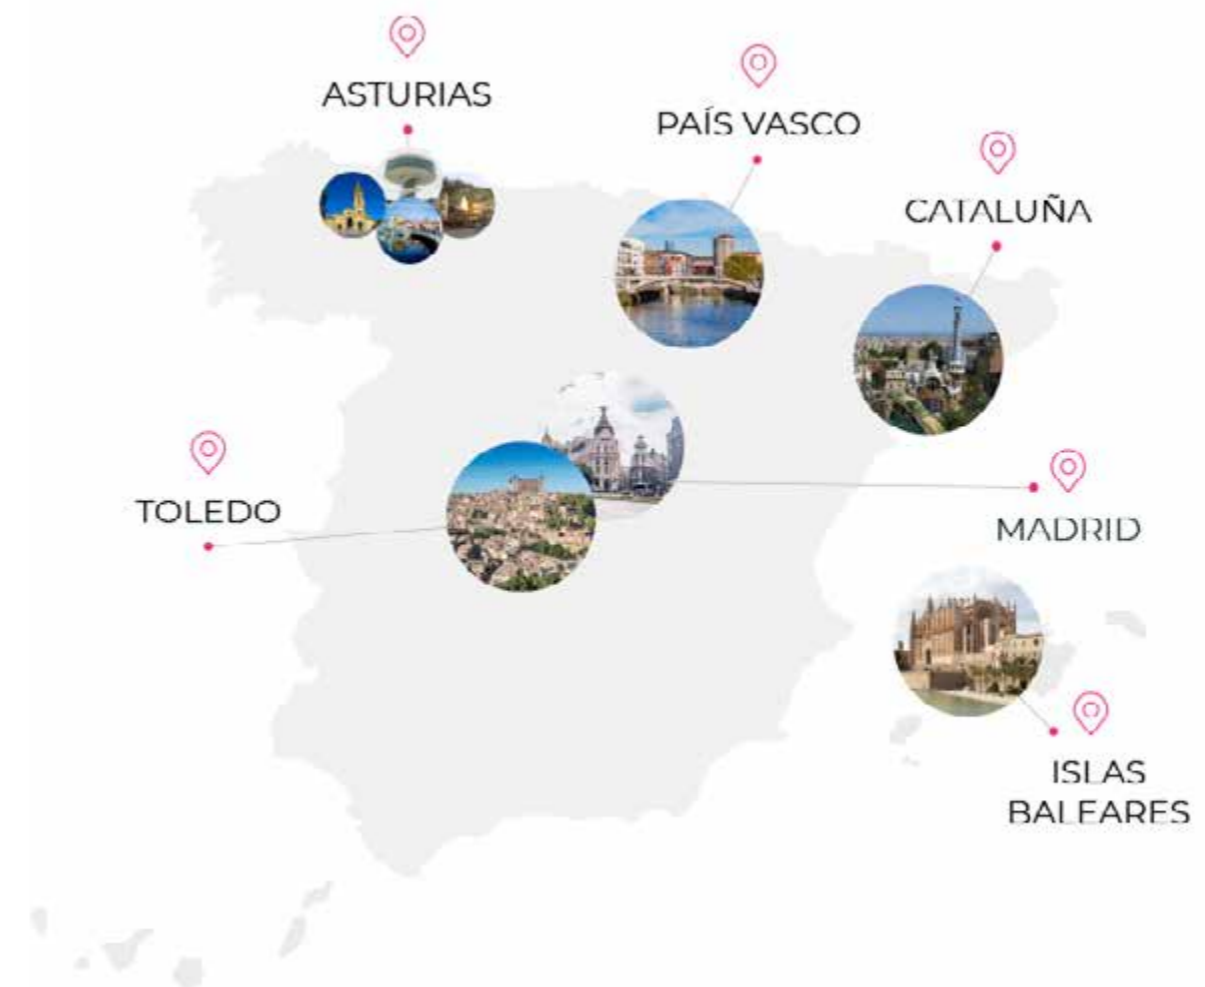 ASTURIAS
PAÍS VASCO
CATALUÑA
TOLEDO
MADRID
ISLAS
BALEARES